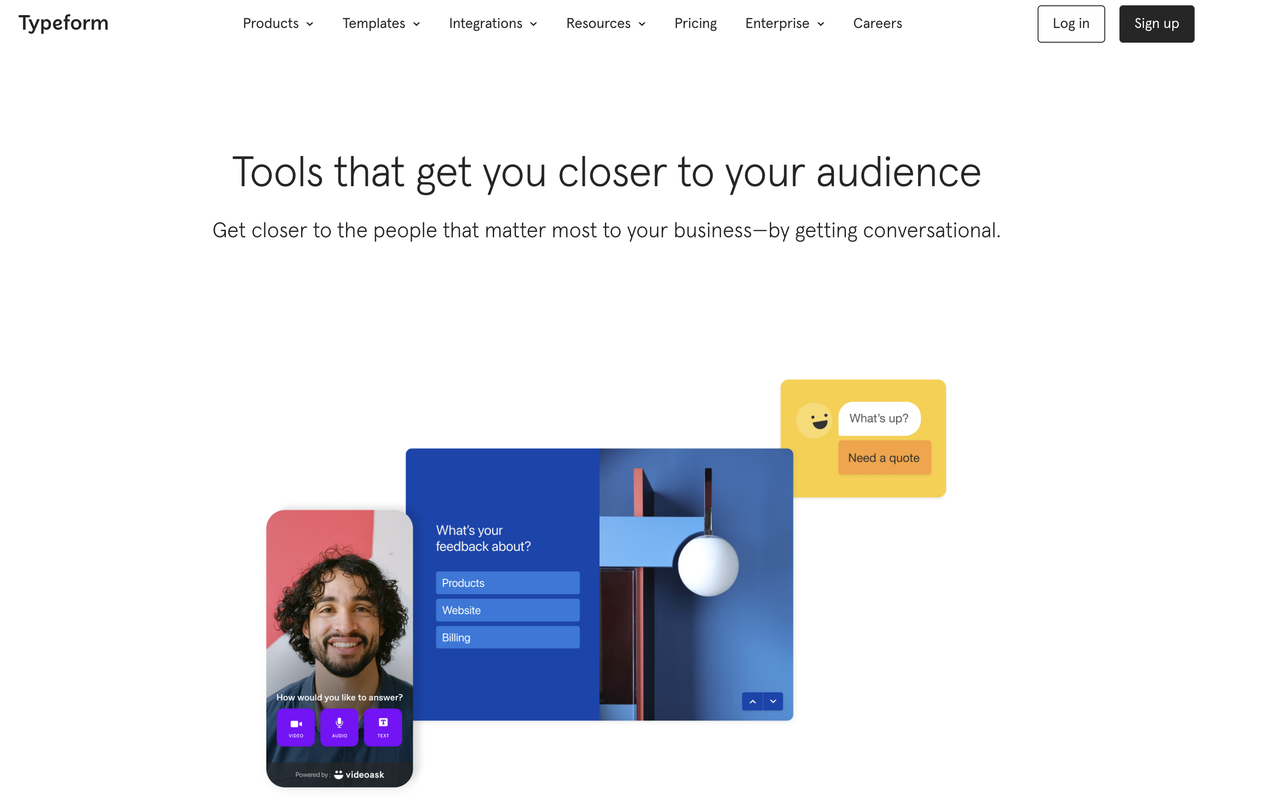 Typeform
Products
Templates
Integrations
Resources
Pricing
Enterprise
Careers
Log in
Sign up
Tools that get you closer to your audience
Get closer to the people that matter most to your business—by getting conversational.
What's up?
Need a quote
What's your
feedback about?
Products
Website
Billing
How would you like to answer?
VIDEO
AUDIO
TEXT
Powered by videoask